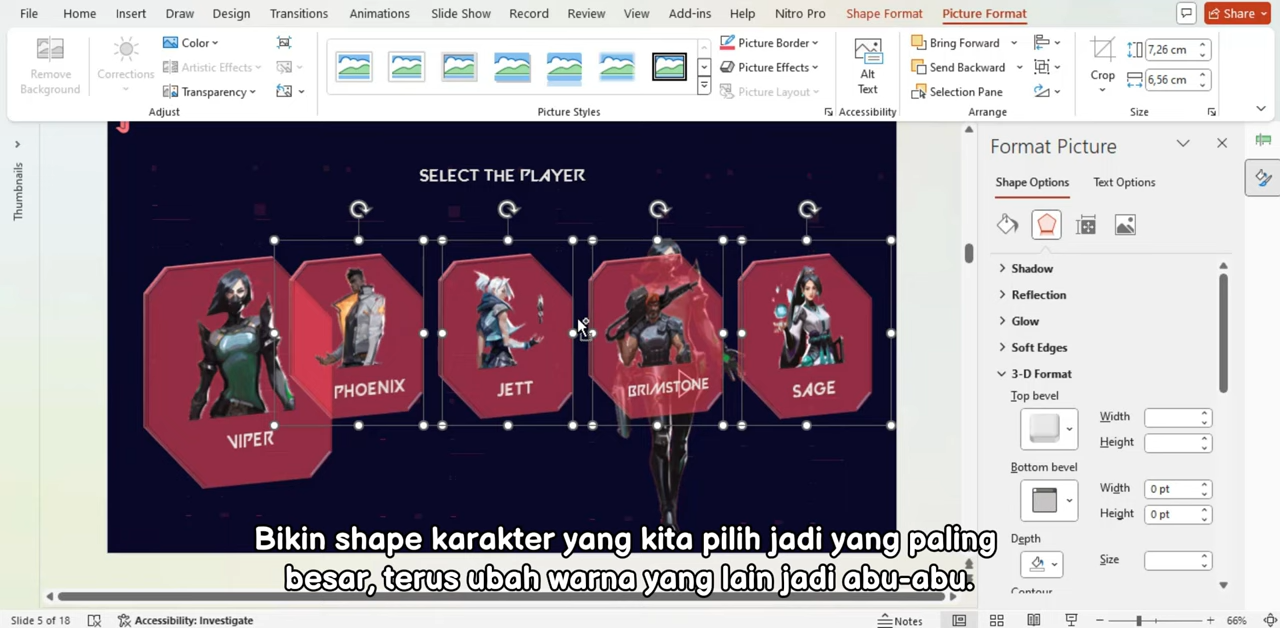 File Home Insert Draw Design Transitions Animations Slide Show Record Review View Add-ins Help Nitro Pro Shape Format Picture Format Share
Remove Background
Corrections
Color
Artistic Effects
Transparency
Adjust
Picture Styles
Picture Border
Picture Effects
Picture Layout
Alt Text
Accessibility
Bring Forward
Send Backward
Selection Pane
Arrange
Crop
7,26 cm
6,56 cm
Size
Thumbnails
SELECT THE PLAYER
VIPER
PHOENIX
JETT
BRIMSTONE
SAGE
Format Picture
Shape Options Text Options
Shadow
Reflection
Glow
Soft Edges
3-D Format
Top bevel
Width
Height
Bottom bevel
Width 0 pt
Height 0 pt
Depth
Size
Contour
Bikin shape karakter yang kita pilih jadi yang paling
besar, terus ubah warna yang lain jadi abu-abu.
Slide 5 of 18 Accessibility: Investigate Notes 66%